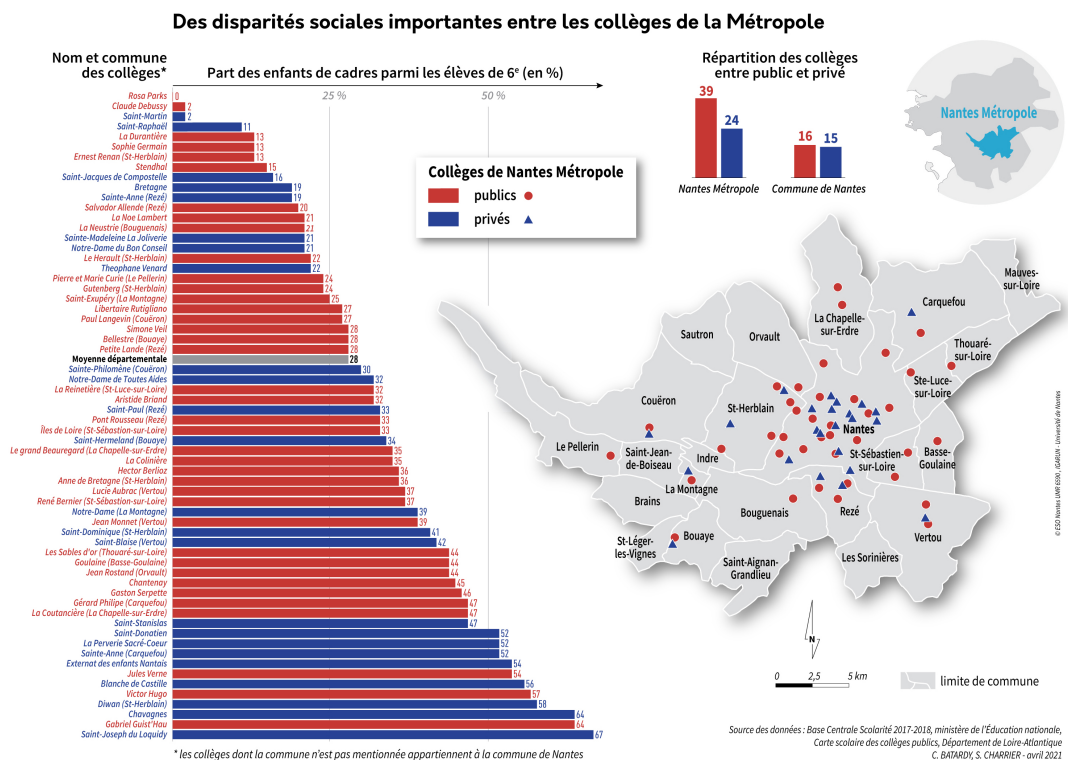 Des disparités sociales importantes entre les collèges de la Métropole
Nom et commune
des collèges*
Part des enfants de cadres parmi les élèves de 6e (en %)
25 %
50 %
Rosa Parks 0
Claude Debussy 2
Saint-Martin 2
Saint-Raphaël 11
La Durantière 13
Sophie Germain 13
Ernest Renan (St-Herblain) 13
Stendhal 15
Saint-Jacques de Compostelle 16
Bretagne 19
Sainte-Anne (Rezé) 19
Salvador Allende (Rezé) 20
La Noe Lambert 21
La Neustrie (Bouguenais) 21
Sainte-Madeleine La Joliverie 21
Notre-Dame du Bon Conseil 21
Le Herault (St-Herblain) 22
Theophane Venard 22
Pierre et Marie Curie (Le Pellerin) 24
Gutenberg (St-Herblain) 24
Saint-Exupéry (La Montagne) 25
Libertaire Rutigliano 27
Paul Langevin (Couëron) 27
Simone Veil 28
Bellestre (Bouaye) 28
Petite Lande (Rezé) 28
Moyenne départementale 28
Sainte-Philomène (Couëron) 30
Notre-Dame de Toutes Aides 32
La Reinetière (St-Luce-sur-Loire) 32
Aristide Briand 32
Saint-Paul (Rezé) 33
Pont Rousseau (Rezé) 33
Îles de Loire (St-Sébastien-sur-Loire) 33
Saint-Hermeland (Bouaye) 34
Le grand Beauregard (La Chapelle-sur-Erdre) 35
La Colinière 35
Hector Berlioz 36
Anne de Bretagne (St-Herblain) 36
Lucie Aubrac (Vertou) 37
René Bernier (St-Sébastion-sur-Loire) 37
Notre-Dame (La Montagne) 39
Jean Monnet (Vertou) 39
Saint-Dominique (St-Herblain) 41
Saint-Blaise (Vertou) 42
Les Sables d'or (Thouaré-sur-Loire) 44
Goulaine (Basse-Goulaine) 44
Jean Rostand (Orvault) 44
Chantenay 45
Gaston Serpette 46
Gérard Philipe (Carquefou) 47
La Coutancière (La Chapelle-sur-Erdre) 47
Saint-Stanislas 47
Saint-Donatien 52
La Perverie Sacré-Coeur 52
Sainte-Anne (Carquefou) 52
Externat des enfants Nantais 54
Jules Verne 54
Blanche de Castille 56
Victor Hugo 57
Diwan (St-Herblain) 58
Chavagnes 64
Gabriel Guist'Hau 64
Saint-Joseph du Loquidy 67
* les collèges dont la commune n'est pas mentionnée appartiennent à la commune de Nantes
Collèges de Nantes Métropole
publics
privés
Répartition des collèges
entre public et privé
39
24
16
15
Nantes Métropole
Commune de Nantes
Nantes Métropole
Mauves-
sur-Loire
Carquefou
La Chapelle-
sur-Erdre
Sautron
Orvault
Thouaré-
sur-Loire
Ste-Luce-
sur-Loire
Couëron
St-Herblain
Nantes
Le Pellerin
Saint-Jean-
de-Boiseau
Indre
St-Sébastien-
sur-Loire
Basse-
Goulaine
La Montagne
Brains
Bouguenais
Rezé
Vertou
St-Léger-
les-Vignes
Bouaye
Saint-Aignan-
Grandlieu
Les Sorinières
N
0 2,5 5 km
limite de commune
© ESO Nantes UMR 6590, IGARUN - Université de Nantes
Source des données : Base Centrale Scolarité 2017-2018, ministère de l'Éducation nationale,
Carte scolaire des collèges publics, Département de Loire-Atlantique
C. BATARDY, S. CHARRIER - avril 2021